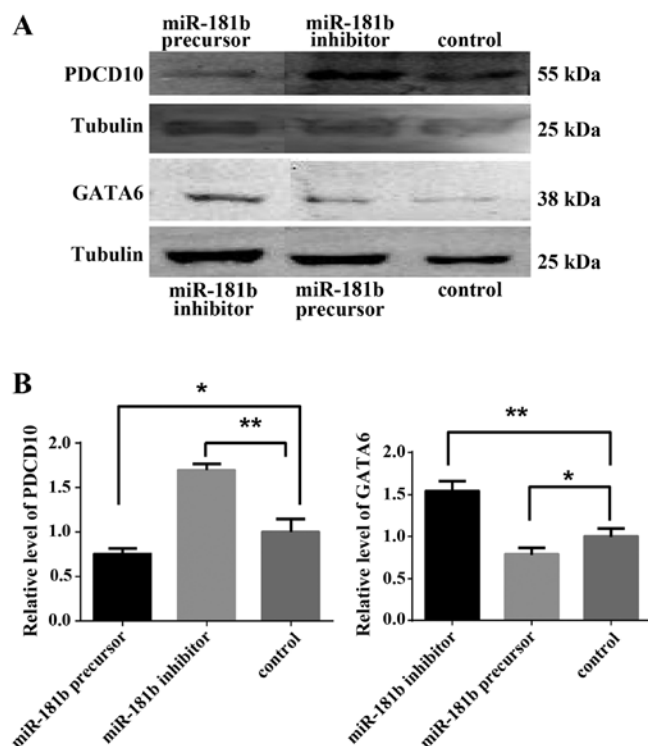 A
miR-181b precursor
miR-181b inhibitor
control
PDCD10
55 kDa
Tubulin
25 kDa
GATA6
38 kDa
Tubulin
25 kDa
miR-181b inhibitor
miR-181b precursor
control
B
Relative level of PDCD10
2.0
1.5
1.0
0.5
0.0
*
**
miR-181b precursor
miR-181b inhibitor
control
Relative level of GATA6
2.0
1.5
1.0
0.5
0.0
**
*
miR-181b inhibitor
miR-181b precursor
control